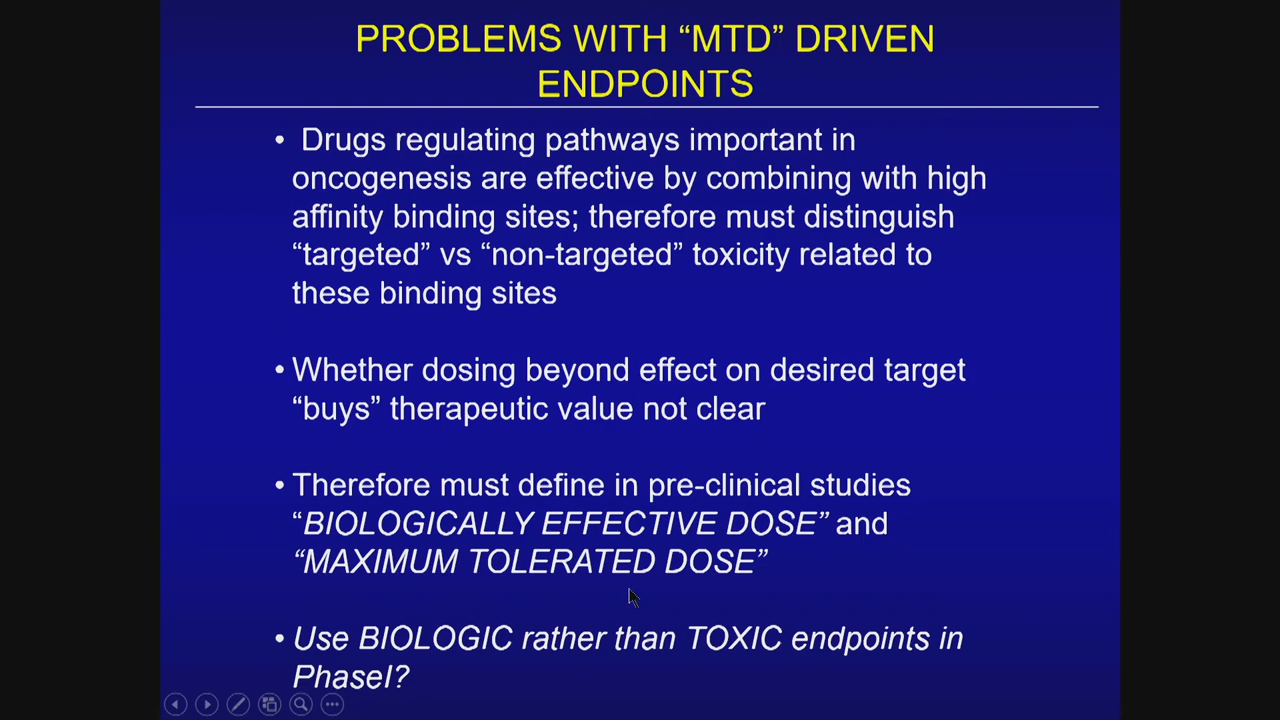 PROBLEMS WITH “MTD” DRIVEN
ENDPOINTS
• Drugs regulating pathways important in
oncogenesis are effective by combining with high
affinity binding sites; therefore must distinguish
“targeted” vs “non-targeted” toxicity related to
these binding sites
• Whether dosing beyond effect on desired target
“buys” therapeutic value not clear
• Therefore must define in pre-clinical studies
“BIOLOGICALLY EFFECTIVE DOSE” and
“MAXIMUM TOLERATED DOSE”
• Use BIOLOGIC rather than TOXIC endpoints in
PhaseI?